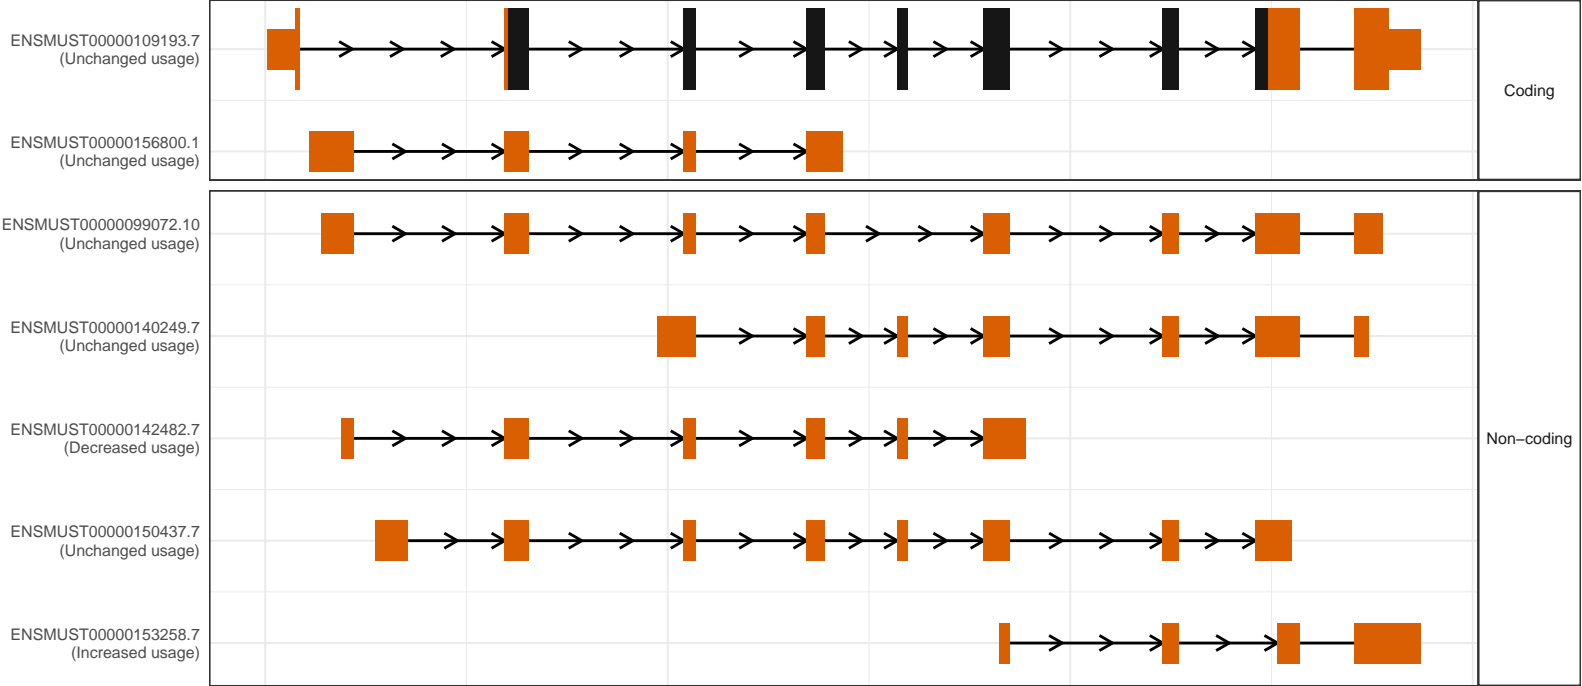 ENSMUST00000109193.7
(Unchanged usage)
ENSMUST00000156800.1
(Unchanged usage)
Coding
ENSMUST00000099072.10
(Unchanged usage)
ENSMUST00000140249.7
(Unchanged usage)
ENSMUST00000142482.7
(Decreased usage)
ENSMUST00000150437.7
(Unchanged usage)
ENSMUST00000153258.7
(Increased usage)
Non−coding